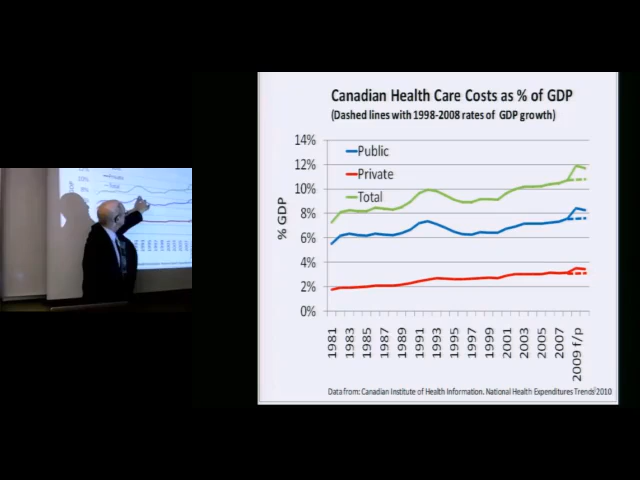 Canadian Health Care Costs as % of GDP
(Dashed lines with 1998-2008 rates of GDP growth)
14%
12%
10%
8%
6%
4%
2%
0%
% GDP
Public
Private
Total
1981
1983
1985
1987
1989
1991
1993
1995
1997
1999
2001
2003
2005
2007
2009 f/p
Data from: Canadian Institute of Health Information. National Health Expenditures Trends 2010